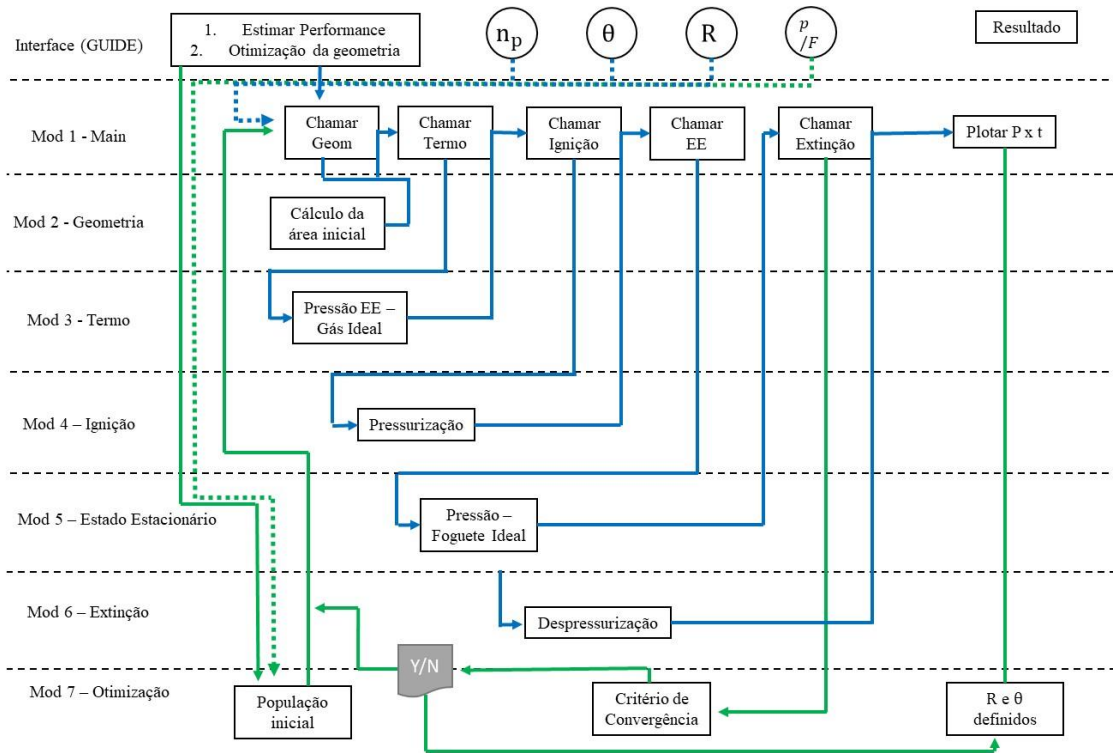 Interface (GUIDE)
1. Estimar Performance
2. Otimização da geometria
n_p
θ
R
p
/F
Resultado
Mod 1 - Main
Chamar
Geom
Chamar
Termo
Chamar
Ignição
Chamar
EE
Chamar
Extinção
Plotar P x t
Mod 2 - Geometria
Cálculo da
área inicial
Mod 3 - Termo
Pressão EE –
Gás Ideal
Mod 4 – Ignição
Pressurização
Mod 5 – Estado Estacionário
Pressão –
Foguete Ideal
Mod 6 – Extinção
Despressurização
Y/N
Mod 7 – Otimização
População
inicial
Critério de
Convergência
R e θ
definidos